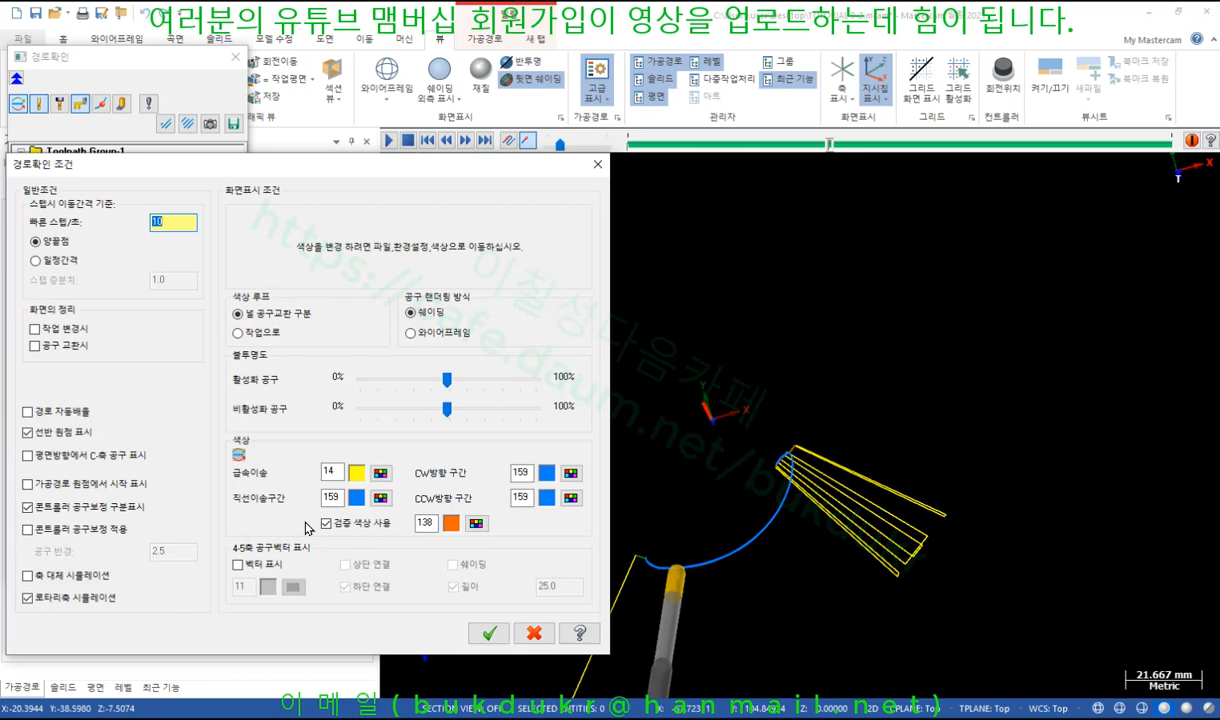 여러분의 유튜브 맴버십 회원가입이 영상을 업로드하는데 힘이 됩니다.
My Mastercam
파일
홈
와이어프레임
곡면
솔리드
모델 수정
도면
이동
머신
뷰
가공경로
새 탭
경로확인
회전이동
= 작업평면
저장
섹션
뷰
와이어프레임
쉐이딩
외측 표시
재질
반투명
뒷면 쉐이딩
고급
표시
가공경로
레벨
그룹
솔리드
다중작업처리
최근 기능
평면
아트
축
표시
지시침
표시
그리드
화면 표시
그리드
활성화
회전위치
켜기/끄기
새파일
북마크 저장
북마크 복원
래픽 뷰
화면표시
가공경로
관리자
화면표시
그리드
컨트롤러
뷰시트
Toolpath Group-1
경로확인 조건
일반조건
스텝시 이동간격 기준:
빠른 스텝/초:
10
양끝점
일정간격
스텝 증분치:
1.0
화면의 정리
작업 변경시
공구 교환시
경로 자동배율
선반 원점 표시
평면방향에서 C-축 공구 표시
가공경로 원점에서 시작 표시
콘트롤러 공구보정 구분표시
콘트롤러 공구보정 적용
공구 반경:
2.5
축 대체 시뮬레이션
로타리축 시뮬레이션
화면표시 조건
색상을 변경 하려면 파일,환경설정,색상으로 이동하십시오.
색상 루프
널 공구교환 구분
작업으로
공구 랜더링 방식
쉐이딩
와이어프레임
불투명도
활성화 공구
0%
100%
비활성화 공구
0%
100%
색상
급속이송
14
CW방향 구간
159
직선이송구간
159
CCW방향 구간
159
검증 색상 사용
138
4-5축 공구벡터 표시
벡터 표시
상단 연결
쉐이딩
11
하단 연결
길이
25.0
https://cafe.daum.net/bukdu
이칠성다음카페
X
T
Y
X
21.667 mm
Metric
가공경로
솔리드
평면
레벨
최근 기능
X:-20.3944
Y:-38.5980
Z:-7.5074
이 메 일 ( b u k d u k r @ h a n m a i l . n e t )
TPLANE: Top
WCS: Top